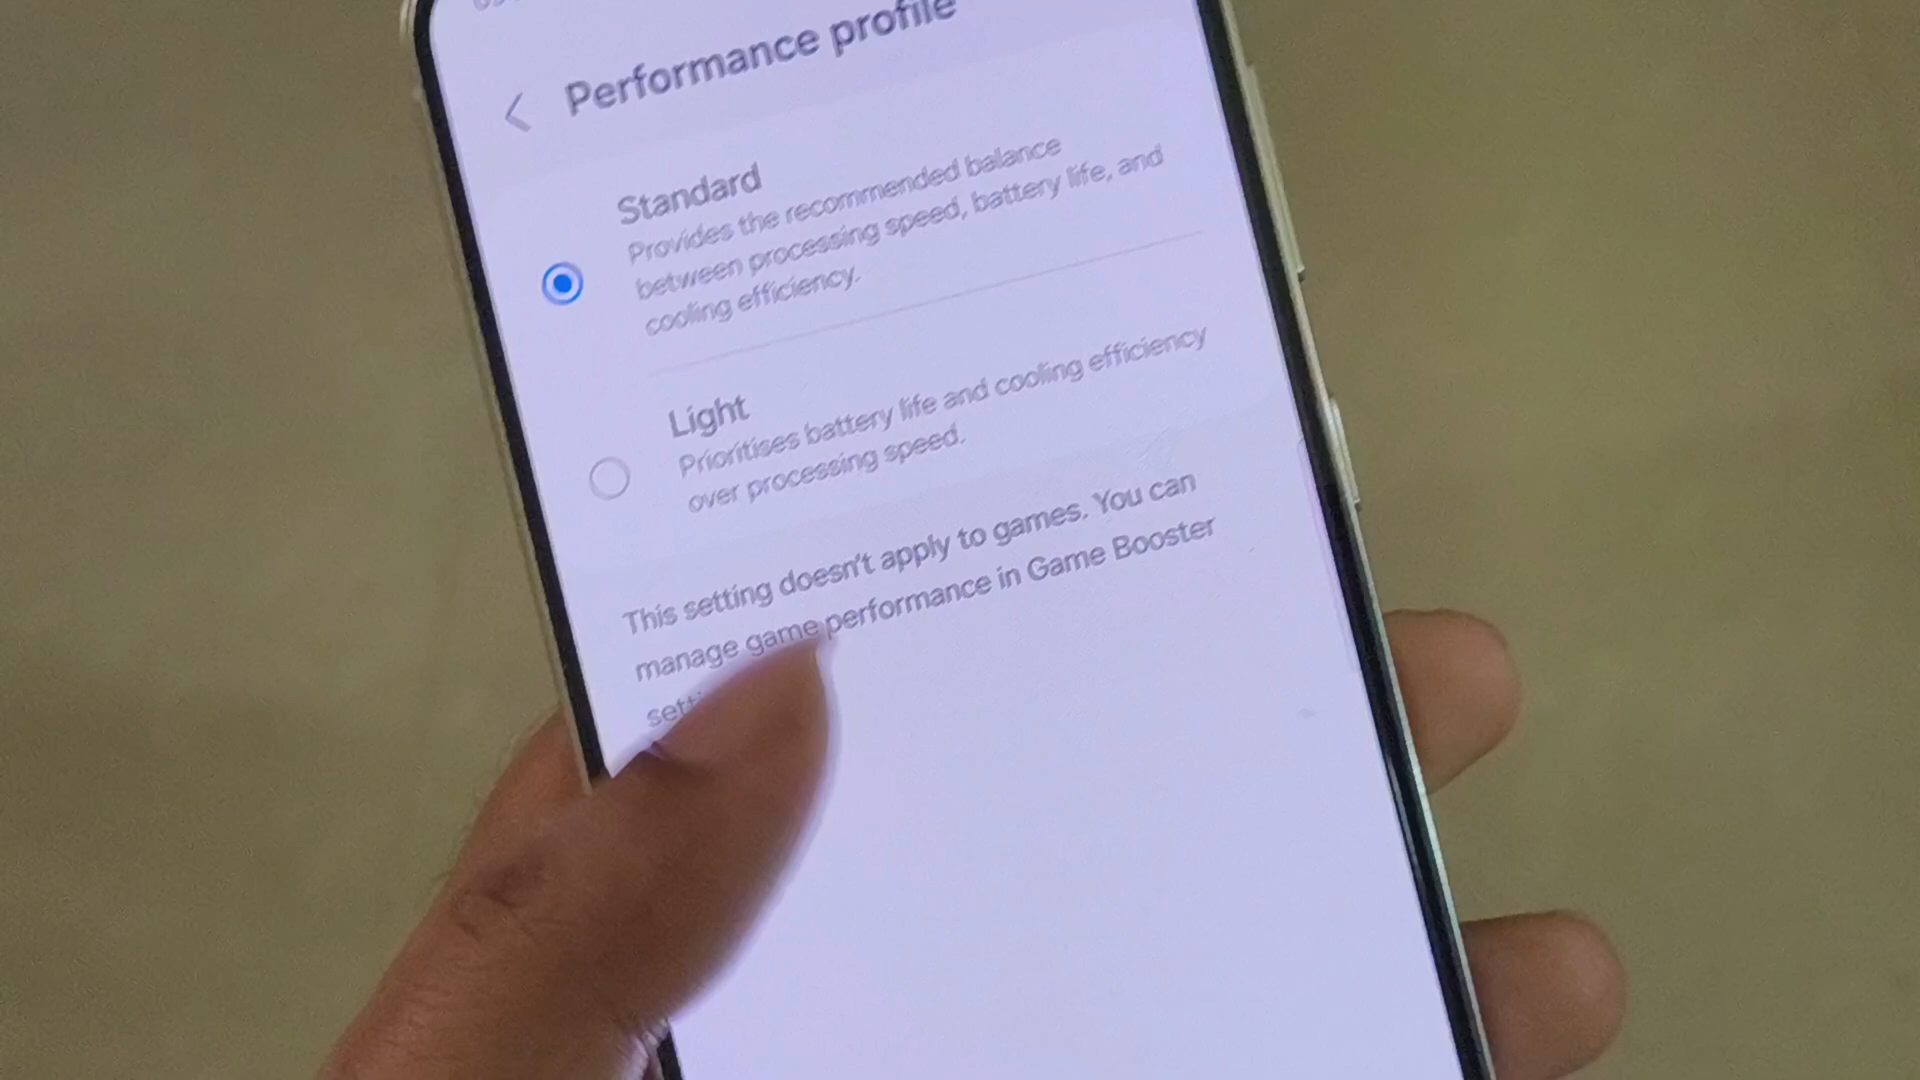 Performance profile
Standard
Provides the recommended balance
between processing speed, battery life, and
cooling efficiency.
Light
Prioritises battery life and cooling efficiency
over processing speed.
This setting doesn't apply to games. You can
manage game performance in Game Booster